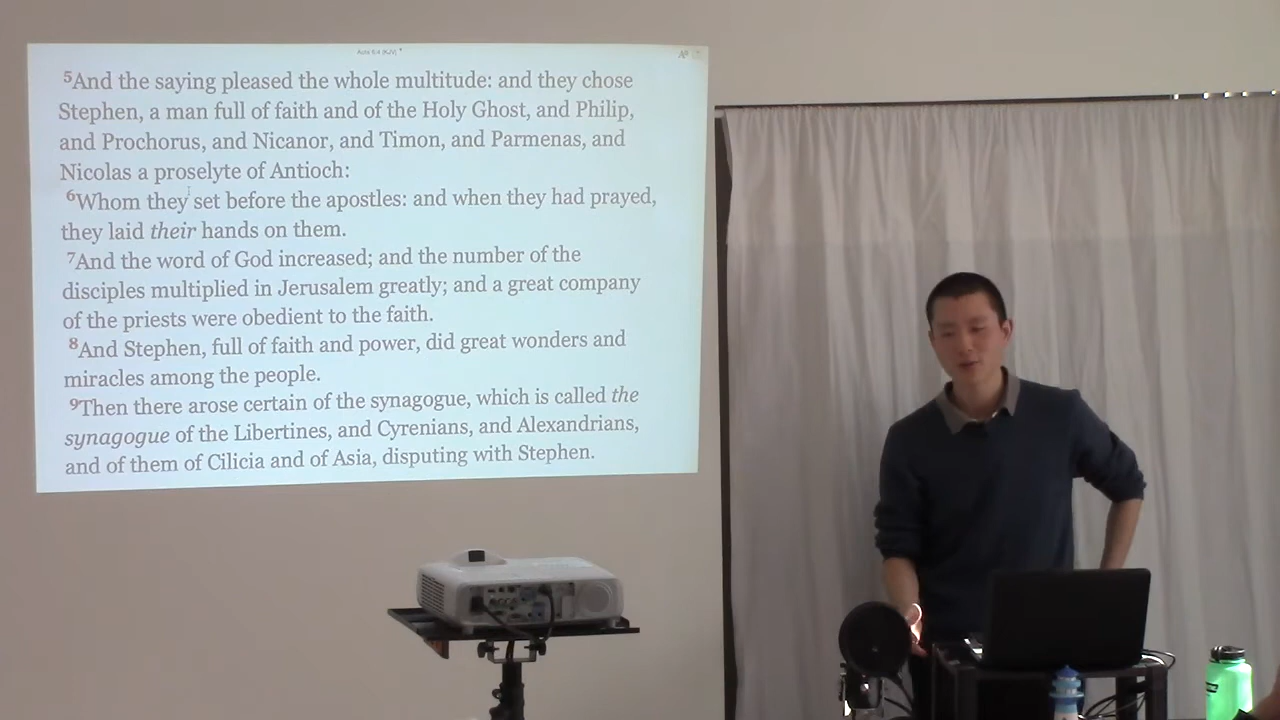 Acts 6:4 (KJV)
5And the saying pleased the whole multitude: and they chose
Stephen, a man full of faith and of the Holy Ghost, and Philip,
and Prochorus, and Nicanor, and Timon, and Parmenas, and
Nicolas a proselyte of Antioch:
6Whom they set before the apostles: and when they had prayed,
they laid their hands on them.
7And the word of God increased; and the number of the
disciples multiplied in Jerusalem greatly; and a great company
of the priests were obedient to the faith.
8And Stephen, full of faith and power, did great wonders and
miracles among the people.
9Then there arose certain of the synagogue, which is called the
synagogue of the Libertines, and Cyrenians, and Alexandrians,
and of them of Cilicia and of Asia, disputing with Stephen.